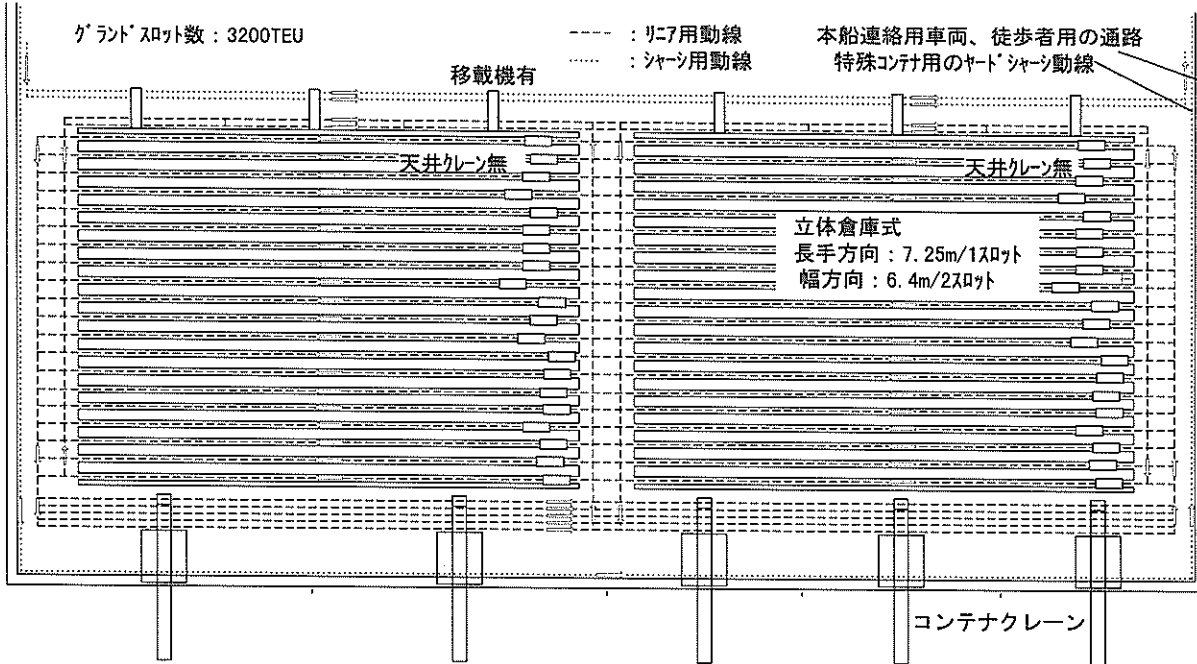 グランドスロット数:3200TEU
---- :リニア用動線
······ :シャーシ用動線
本船連絡用車両、徒歩者用の通路
特殊コンテナ用のヤードシャーシ動線
移載機有
天井クレーン無
天井クレーン無
立体倉庫式
長手方向:7.25m/1スロット
幅方向:6.4m/2スロット
コンテナクレーン